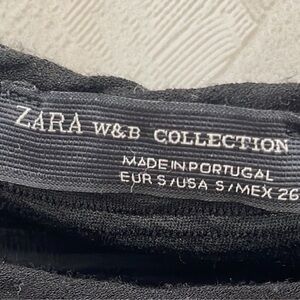 ZARA W&B COLLECTION
MADE IN PORTUGAL
EUR S/USA S/MEX 26